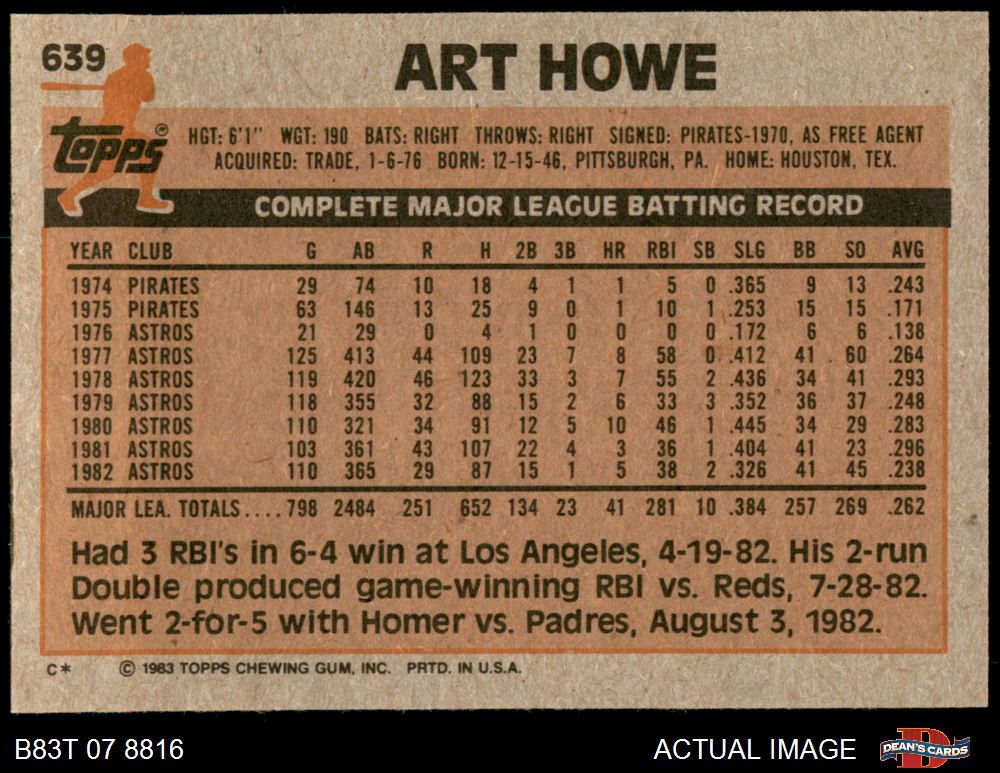 639
ART HOWE
topps ®
HGT: 6'1" WGT: 190 BATS: RIGHT THROWS: RIGHT SIGNED: PIRATES-1970, AS FREE AGENT
ACQUIRED: TRADE, 1-6-76 BORN: 12-15-46, PITTSBURGH, PA. HOME: HOUSTON, TEX.
COMPLETE MAJOR LEAGUE BATTING RECORD
YEAR CLUB G AB R H 2B 3B HR RBI SB SLG BB SO AVG
1974 PIRATES 29 74 10 18 4 1 1 5 0 .365 9 13 .243
1975 PIRATES 63 146 13 25 9 0 1 10 1 .253 15 15 .171
1976 ASTROS 21 29 0 4 1 0 0 0 0 .172 6 6 .138
1977 ASTROS 125 413 44 109 23 7 8 58 0 .412 41 60 .264
1978 ASTROS 119 420 46 123 33 3 7 55 2 .436 34 41 .293
1979 ASTROS 118 355 32 88 15 2 6 33 3 .352 36 37 .248
1980 ASTROS 110 321 34 91 12 5 10 46 1 .445 34 29 .283
1981 ASTROS 103 361 43 107 22 4 3 36 1 .404 41 23 .296
1982 ASTROS 110 365 29 87 15 1 5 38 2 .326 41 45 .238
MAJOR LEA. TOTALS.... 798 2484 251 652 134 23 41 281 10 .384 257 269 .262
Had 3 RBI's in 6-4 win at Los Angeles, 4-19-82. His 2-run
Double produced game-winning RBI vs. Reds, 7-28-82.
Went 2-for-5 with Homer vs. Padres, August 3, 1982.
C* © 1983 TOPPS CHEWING GUM, INC. PRTD. IN U.S.A.
B83T 07 8816 ACTUAL IMAGE DEAN'S CARDS